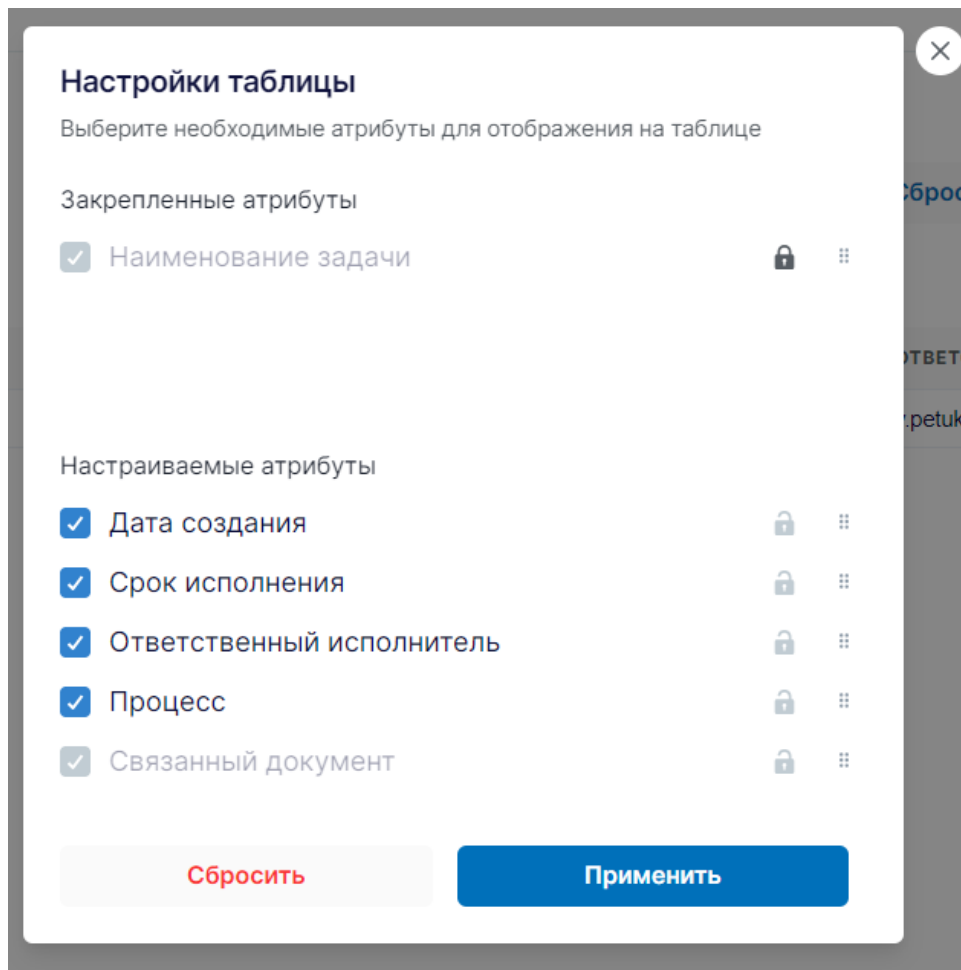 Настройки таблицы
Выберите необходимые атрибуты для отображения на таблице
Закрепленные атрибуты
Наименование задачи
Настраиваемые атрибуты
Дата создания
Срок исполнения
Ответственный исполнитель
Процесс
Связанный документ
Сбросить
Применить